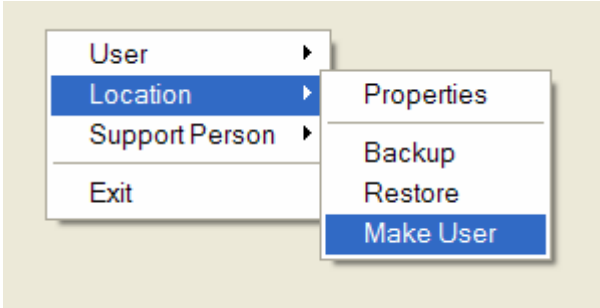 User
Location
Support Person
Exit
Properties
Backup
Restore
Make User